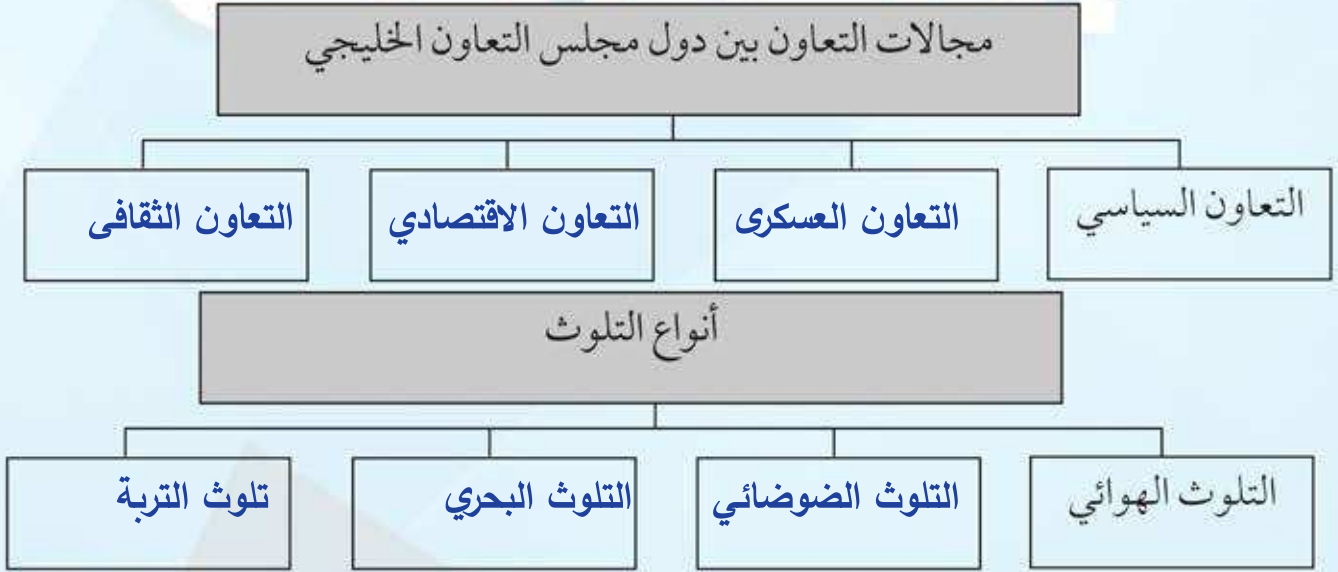 مجالات التعاون بين دول مجلس التعاون الخليجي
التعاون السياسي
التعاون العسكرى
التعاون الاقتصادي
التعاون الثقافى
أنواع التلوث
التلوث الهوائي
التلوث الضوضائي
التلوث البحري
تلوث التربة